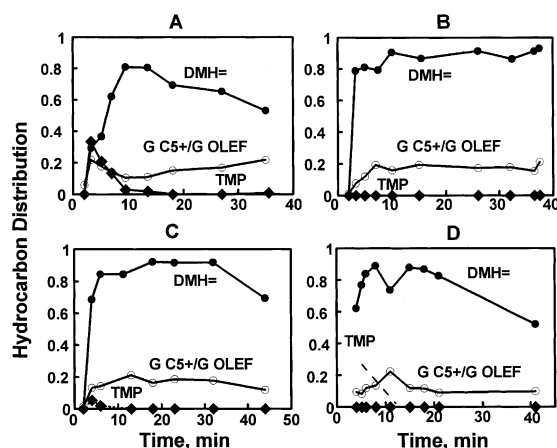 A
B
Hydrocarbon Distribution
1
0.8
0.6
0.4
0.2
0
DMH=
G C5+/G OLEF
TMP
0 10 20 30 40
1
0.8
0.6
0.4
0.2
0
DMH=
G C5+/G OLEF
TMP
0 10 20 30 40
C
D
1
0.8
0.6
0.4
0.2
0
DMH=
G C5+/G OLEF
TMP
0 10 20 30 40 50
Time, min
1
0.8
0.6
0.4
0.2
0
DMH=
TMP
G C5+/G OLEF
0 10 20 30 40
Time, min